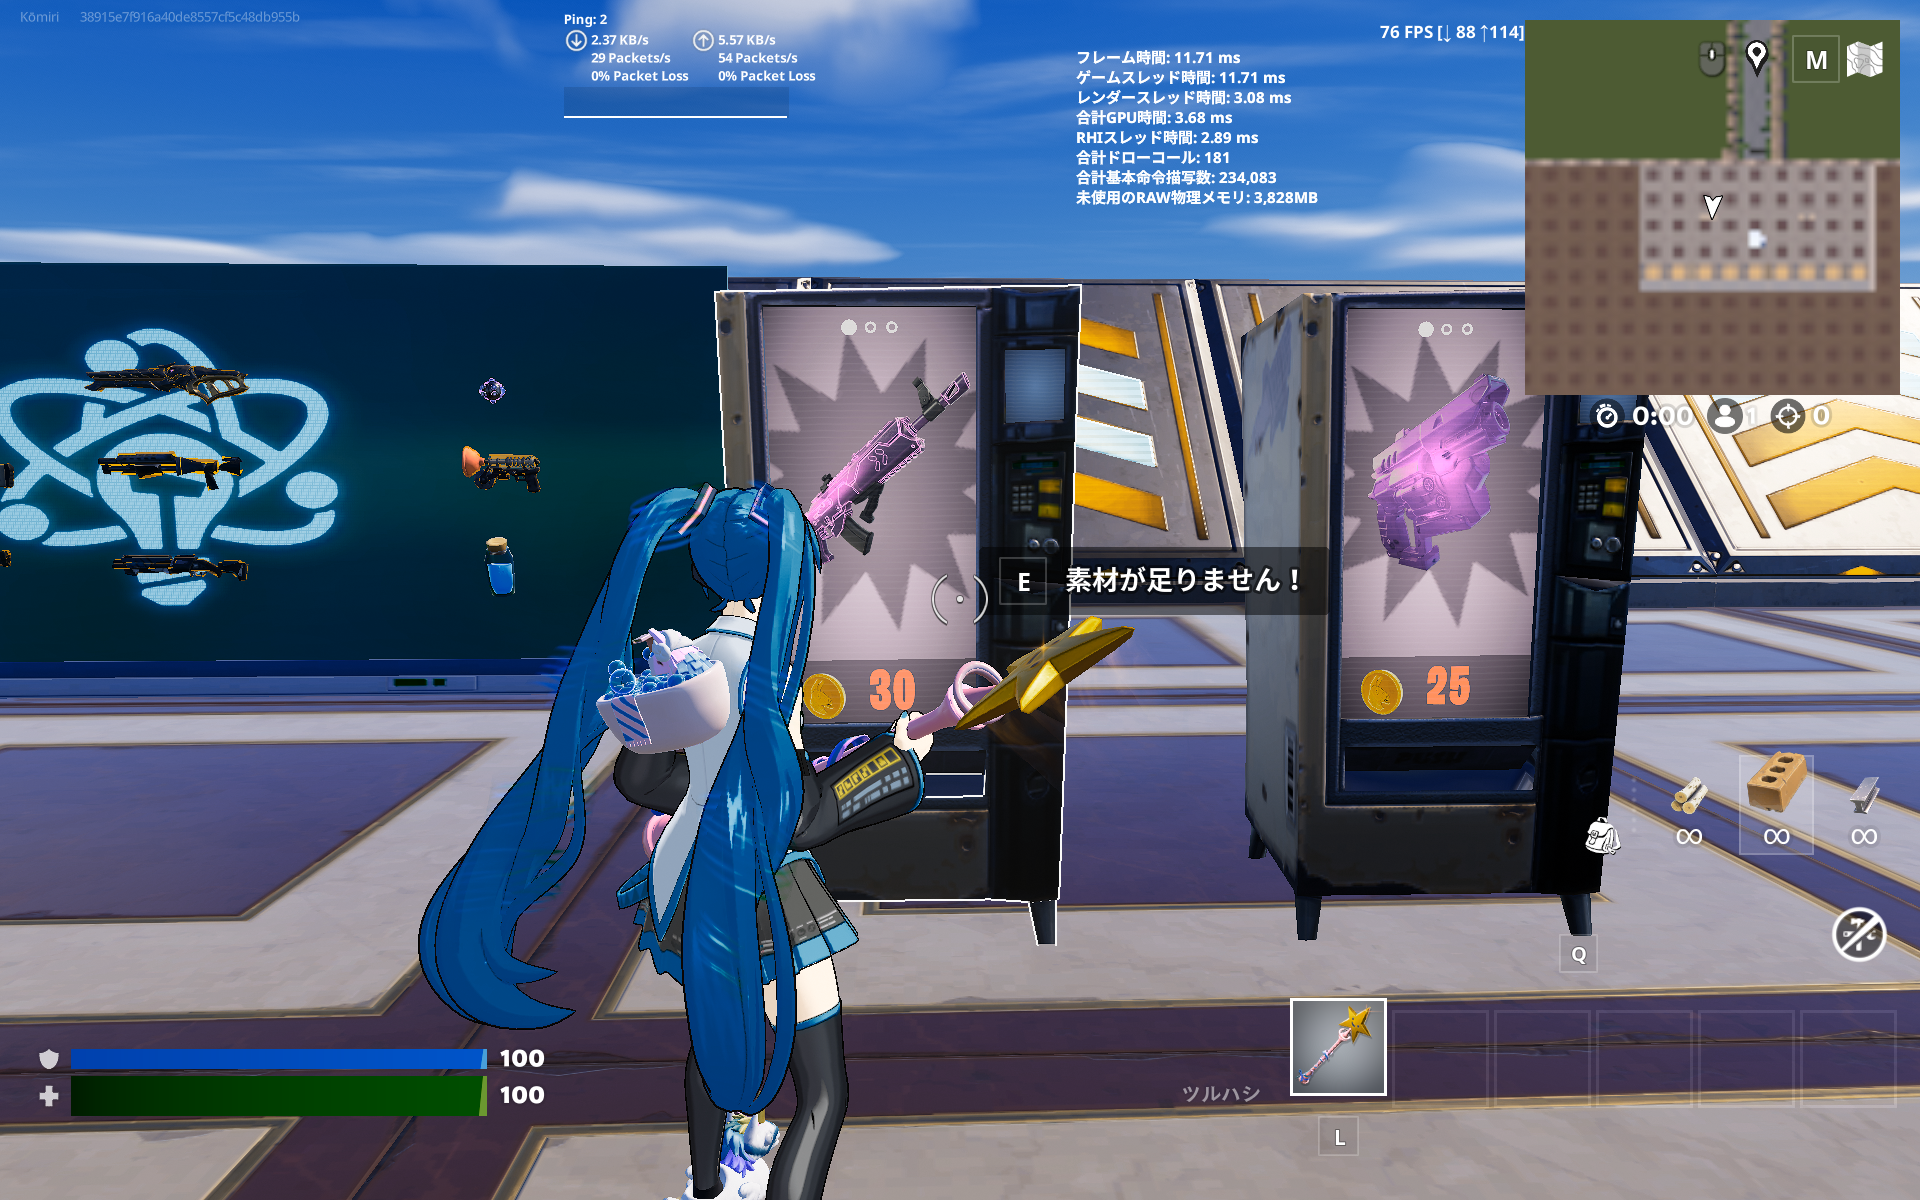 Kömiri 38915e7f916a40de8557cf5c48db955b
Ping: 2
2.37 KB/s 5.57 KB/s
29 Packets/s 54 Packets/s
0% Packet Loss 0% Packet Loss
76 FPS [↓ 88 ↑114]
フレーム時間: 11.71 ms
ゲームスレッド時間: 11.71 ms
レンダースレッド時間: 3.08 ms
合計GPU時間: 3.68 ms
RHIスレッド時間: 2.89 ms
合計ドローコール: 181
合計基本命令描写数: 234,083
未使用のRAW物理メモリ: 3,828MB
M
0:00 1 0
E 素材が足りません！
30
25
∞ ∞ ∞
Q
100
100
ツルハシ
L